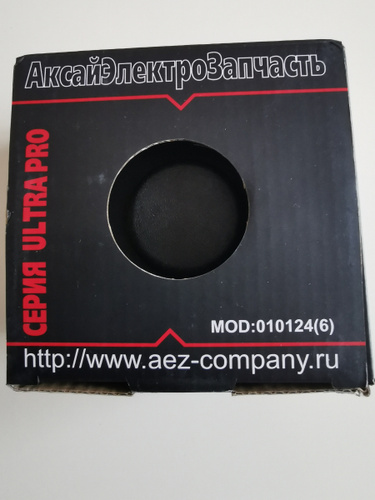 АксайЭлектроЗапчасть
СЕРИЯ ULTRA PRO
MOD:010124(6)
http://www.aez-company.ru